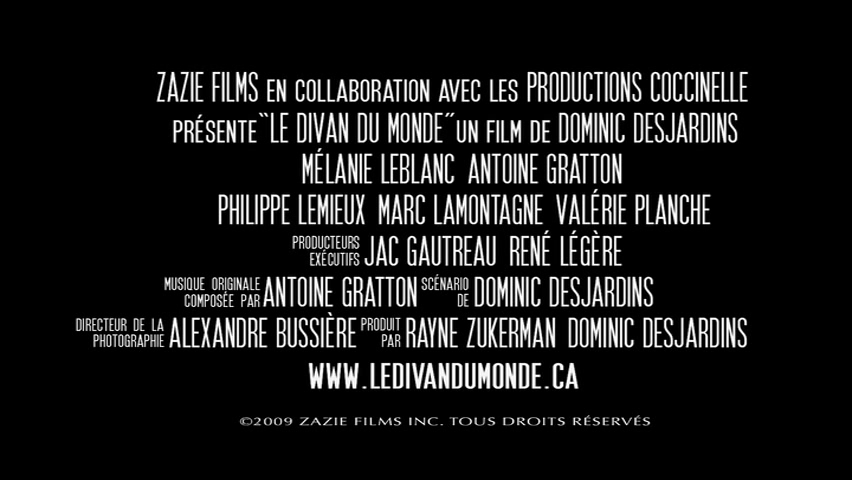 ZAZIE FILMS EN COLLABORATION AVEC LES PRODUCTIONS COCCINELLE
PRÉSENTE "LE DIVAN DU MONDE" UN FILM DE DOMINIC DESJARDINS
MÉLANIE LEBLANC ANTOINE GRATTON
PHILIPPE LEMIEUX MARC LAMONTAGNE VALÉRIE PLANCHE
PRODUCTEURS EXÉCUTIFS JAC GAUTREAU RENÉ LÉGÈRE
MUSIQUE ORIGINALE COMPOSÉE PAR ANTOINE GRATTON SCÉNARIO DE DOMINIC DESJARDINS
DIRECTEUR DE LA PHOTOGRAPHIE ALEXANDRE BUSSIÈRE PRODUIT PAR RAYNE ZUKERMAN DOMINIC DESJARDINS
WWW.LEDIVANDUMONDE.CA
©2009 ZAZIE FILMS INC. TOUS DROITS RÉSERVÉS